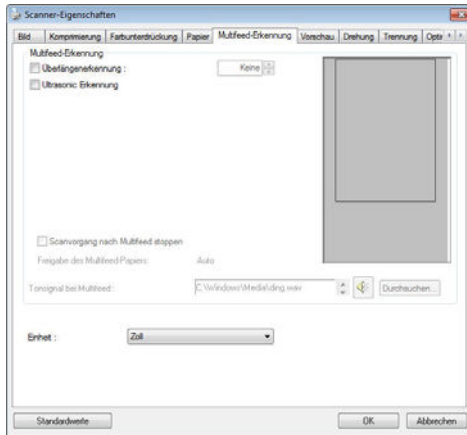 Scanner-Eigenschaften
Bild Komprimierung Farbunterdrückung Papier Multifeed-Erkennung Vorschau Drehung Trennung
Multifeed-Erkennung
Überlängenerkennung : Keine
Ultrasonic Erkennung
Scanvorgang nach Multifeed stoppen
Freigabe des Multifeed-Papiers: Auto
Tonsignal bei Multifeed : C:\Windows\Media\ding.wav Durchsuchen...
Einheit : Zoll
Standardwerte OK Abbrechen